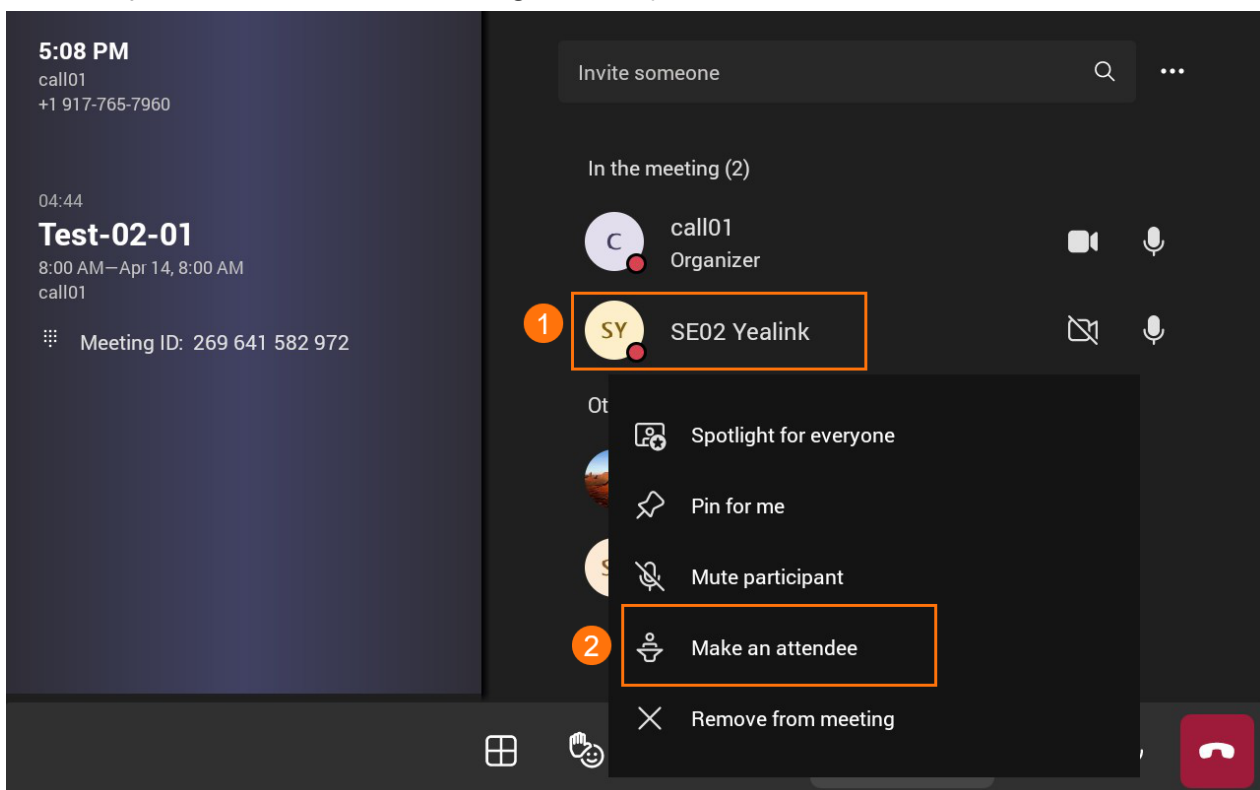 5:08 PM
call01
+1 917-765-7960
04:44
Test-02-01
8:00 AM—Apr 14, 8:00 AM
call01
Meeting ID: 269 641 582 972
Invite someone
In the meeting (2)
C
call01
Organizer
1
SY
SE02 Yealink
Ot
Spotlight for everyone
Pin for me
S
Mute participant
2
Make an attendee
Remove from meeting